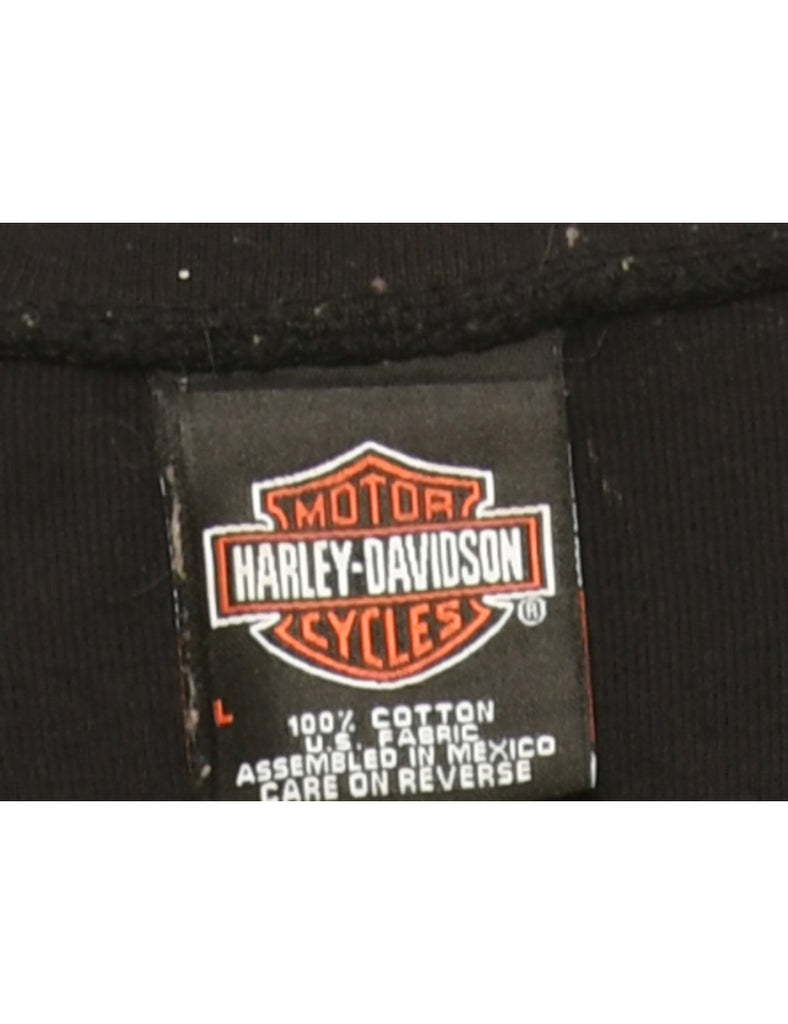 MOTOR
HARLEY-DAVIDSON
CYCLES
®
L
100% COTTON
U.S. FABRIC
ASSEMBLED IN MEXICO
CARE ON REVERSE